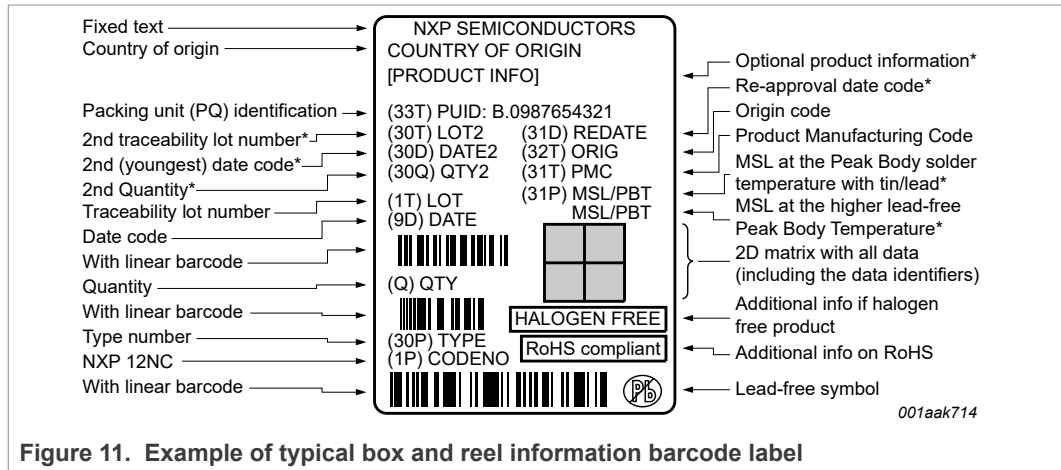 Fixed text
Country of origin
Packing unit (PQ) identification
2nd traceability lot number*
2nd (youngest) date code*
2nd Quantity*
Traceability lot number
Date code
With linear barcode
Quantity
With linear barcode
Type number
NXP 12NC
With linear barcode
NXP SEMICONDUCTORS
COUNTRY OF ORIGIN
[PRODUCT INFO]
(33T) PUID: B.0987654321
(30T) LOT2 (31D) REDATE
(30D) DATE2 (32T) ORIG
(30Q) QTY2 (31T) PMC
(31P) MSL/PBT
(1T) LOT MSL/PBT
(9D) DATE
(Q) QTY
HALOGEN FREE
(30P) TYPE RoHS compliant
(1P) CODENO
Pb
Optional product information*
Re-approval date code*
Origin code
Product Manufacturing Code
MSL at the Peak Body solder
temperature with tin/lead*
MSL at the higher lead-free
Peak Body Temperature*
2D matrix with all data
(including the data identifiers)
Additional info if halogen
free product
Additional info on RoHS
Lead-free symbol
001aak714
Figure 11. Example of typical box and reel information barcode label